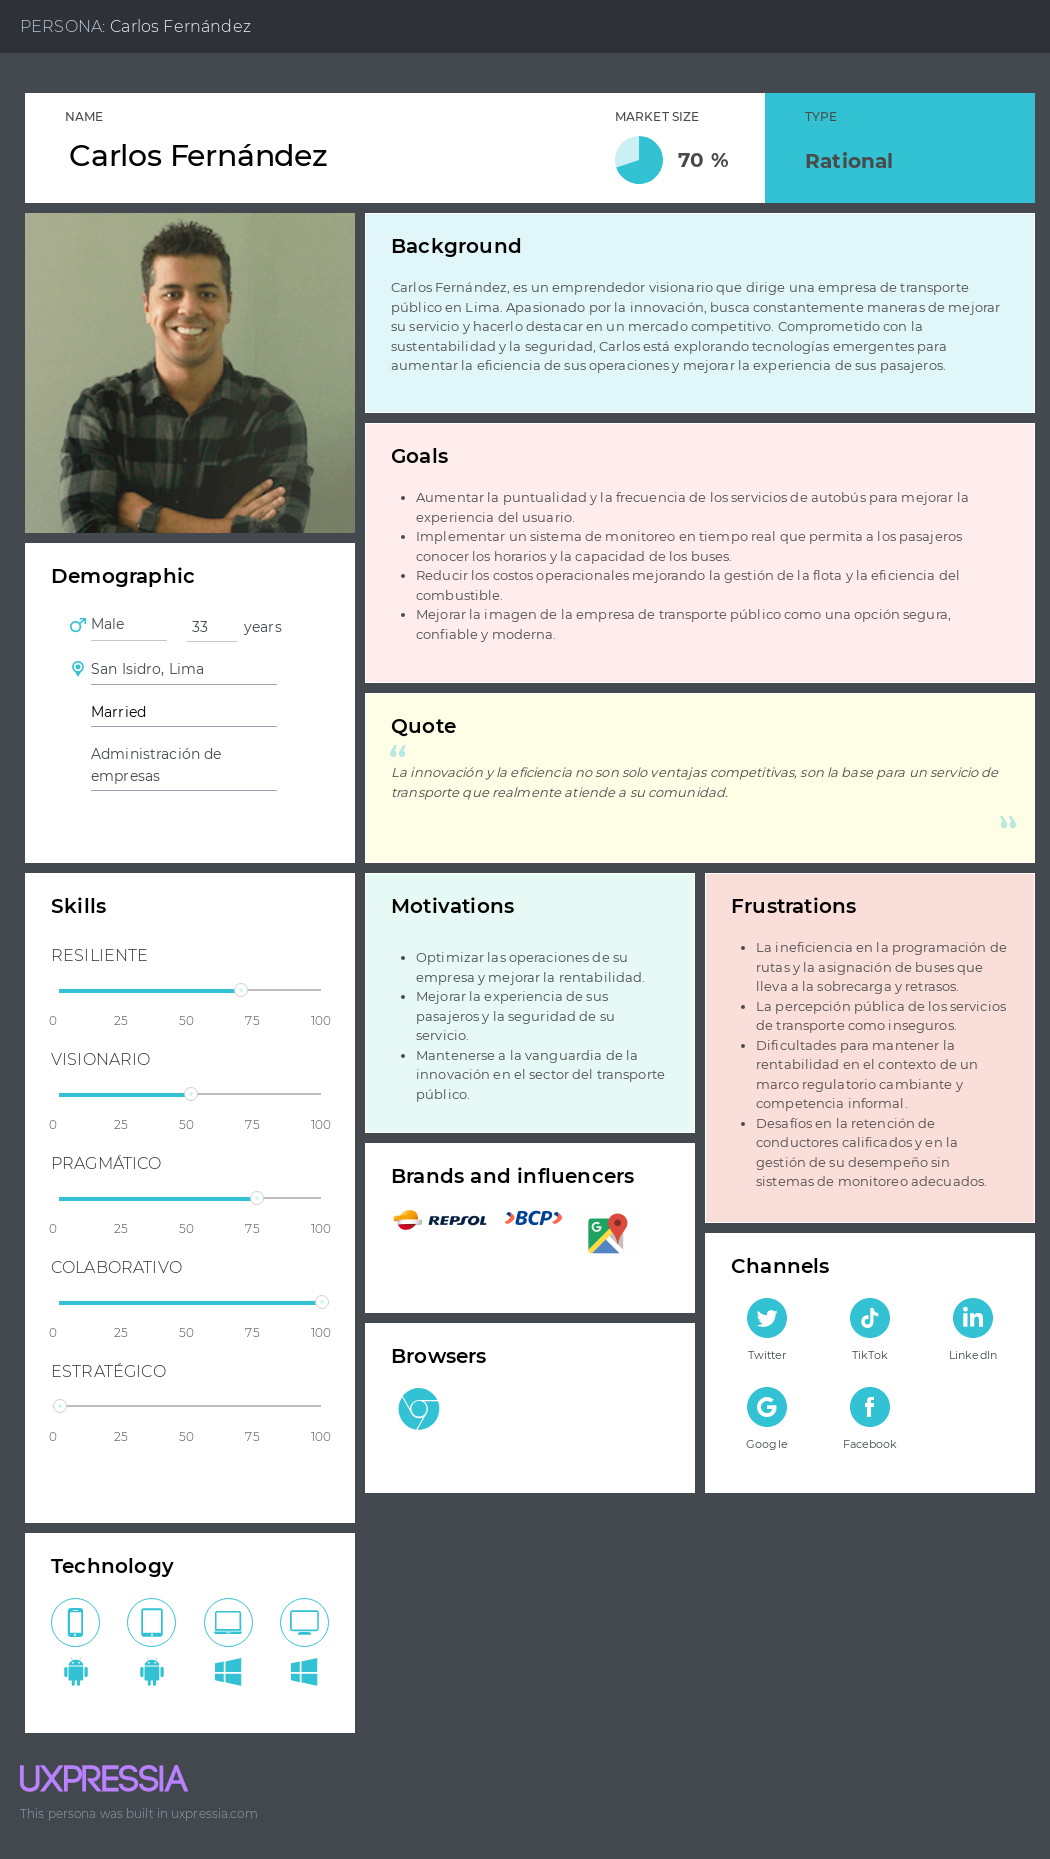 PERSONA: Carlos Fernández
NAME
Carlos Fernández
MARKET SIZE
70 %
TYPE
Rational
Background
Carlos Fernández, es un emprendedor visionario que dirige una empresa de transporte
público en Lima. Apasionado por la innovación, busca constantemente maneras de mejorar
su servicio y hacerlo destacar en un mercado competitivo. Comprometido con la
sustentabilidad y la seguridad, Carlos está explorando tecnologías emergentes para
aumentar la eficiencia de sus operaciones y mejorar la experiencia de sus pasajeros.
Goals
• Aumentar la puntualidad y la frecuencia de los servicios de autobús para mejorar la
experiencia del usuario.
• Implementar un sistema de monitoreo en tiempo real que permita a los pasajeros
conocer los horarios y la capacidad de los buses.
• Reducir los costos operacionales mejorando la gestión de la flota y la eficiencia del
combustible.
• Mejorar la imagen de la empresa de transporte público como una opción segura,
confiable y moderna.
Demographic
Male 33 years
San Isidro, Lima
Married
Administración de
empresas
Quote
“
La innovación y la eficiencia no son solo ventajas competitivas, son la base para un servicio de
transporte que realmente atiende a su comunidad.
”
Skills
RESILIENTE
0 25 50 75 100
VISIONARIO
0 25 50 75 100
PRAGMÁTICO
0 25 50 75 100
COLABORATIVO
0 25 50 75 100
ESTRATÉGICO
0 25 50 75 100
Motivations
• Optimizar las operaciones de su
empresa y mejorar la rentabilidad.
• Mejorar la experiencia de sus
pasajeros y la seguridad de su
servicio.
• Mantenerse a la vanguardia de la
innovación en el sector del transporte
público.
Frustrations
• La ineficiencia en la programación de
rutas y la asignación de buses que
lleva a la sobrecarga y retrasos.
• La percepción pública de los servicios
de transporte como inseguros.
• Dificultades para mantener la
rentabilidad en el contexto de un
marco regulatorio cambiante y
competencia informal.
• Desafíos en la retención de
conductores calificados y en la
gestión de su desempeño sin
sistemas de monitoreo adecuados.
Brands and influencers
REPSOL BCP G
Browsers
Channels
Twitter TikTok LinkedIn
Google Facebook
Technology
UXPRESSIA
This persona was built in uxpressia.com